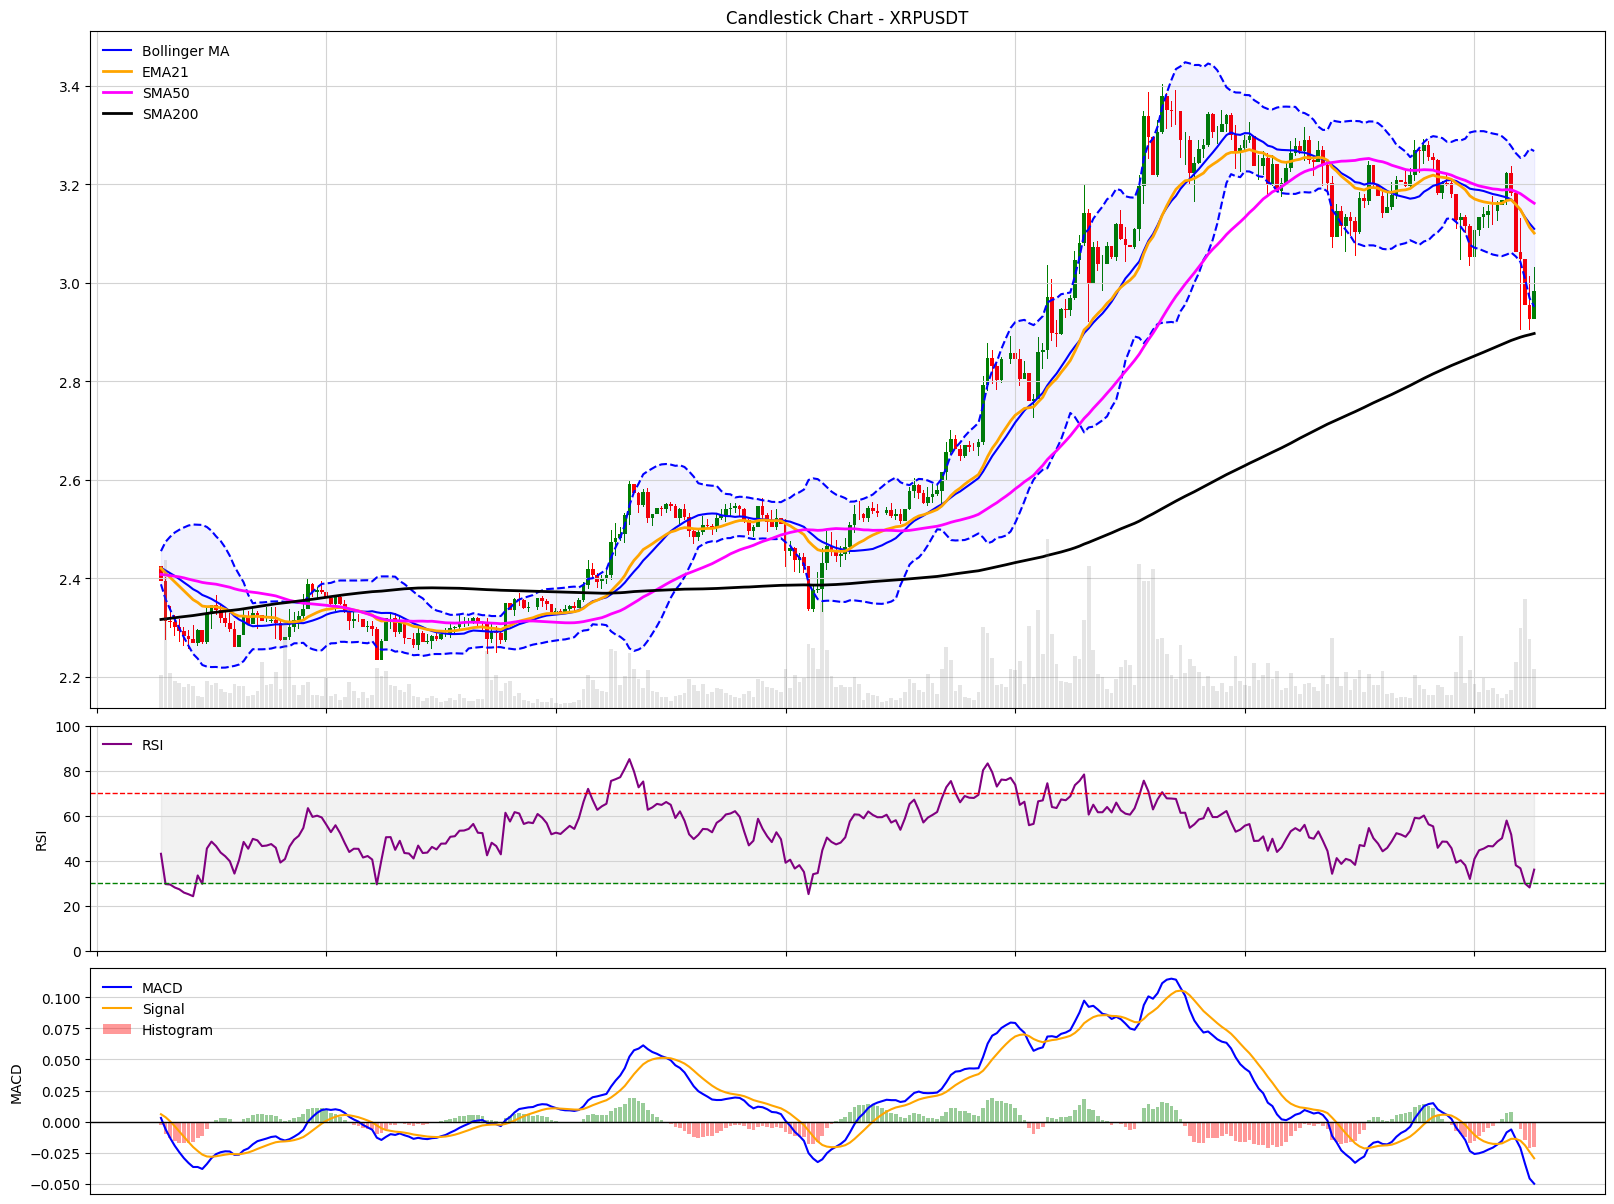 Candlestick Chart - XRPUSDT
Bollinger MA
EMA21
SMA50
SMA200
3.4
3.2
3.0
2.8
2.6
2.4
2.2
RSI
RSI
100
80
60
40
20
0
MACD
Signal
Histogram
MACD
0.100
0.075
0.050
0.025
0.000
−0.025
−0.050